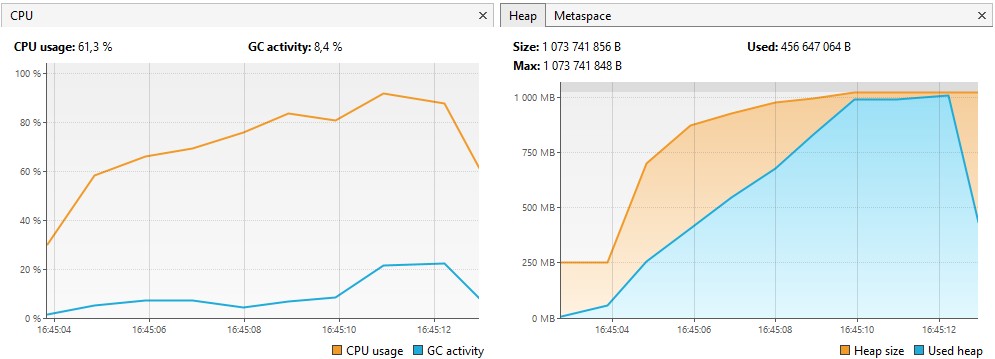 CPU
CPU usage: 61,3 % GC activity: 8,4 %
100 %
80 %
60 %
40 %
20 %
0 %
16:45:04 16:45:06 16:45:08 16:45:10 16:45:12
CPU usage GC activity
Heap Metaspace
Size: 1 073 741 856 B Used: 456 647 064 B
Max: 1 073 741 848 B
1 000 MB
750 MB
500 MB
250 MB
0 MB
16:45:04 16:45:06 16:45:08 16:45:10 16:45:12
Heap size Used heap